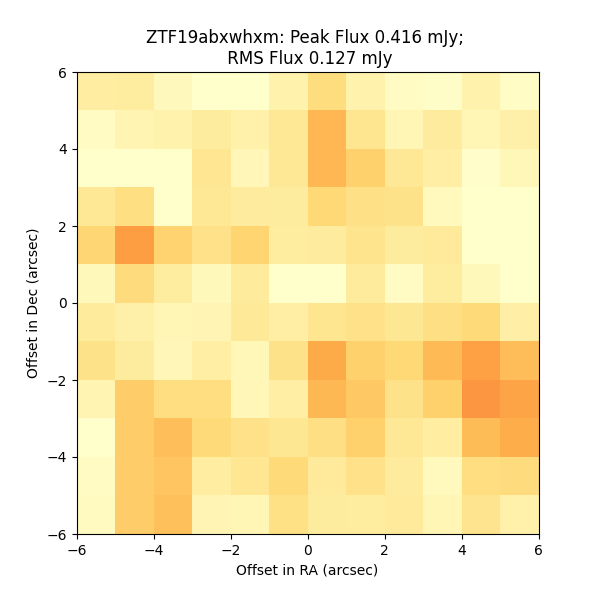 ZTF19abxwhxm: Peak Flux 0.416 mJy;
RMS Flux 0.127 mJy
6
4
2
0
−2
−4
−6
Offset in Dec (arcsec)
−6 −4 −2 0 2 4 6
Offset in RA (arcsec)